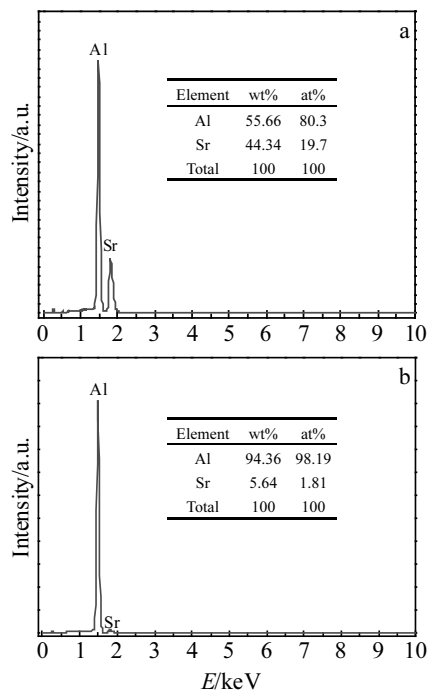 a
Al
Element wt% at%
Al 55.66 80.3
Sr 44.34 19.7
Total 100 100
Sr
Intensity/a.u.
0 1 2 3 4 5 6 7 8 9 10
b
Al
Element wt% at%
Al 94.36 98.19
Sr 5.64 1.81
Total 100 100
Sr
Intensity/a.u.
0 1 2 3 4 5 6 7 8 9 10
E/keV